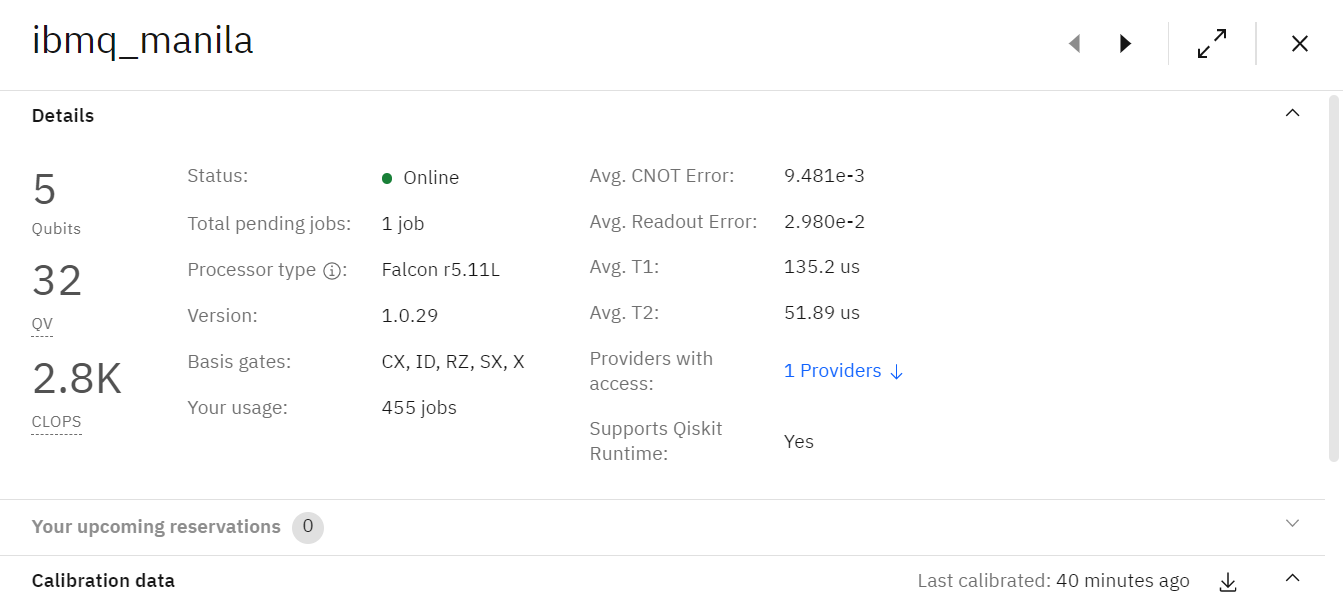 ibmq_manila
Details
5
Qubits
32
QV
2.8K
CLOPS
Status: Online
Total pending jobs: 1 job
Processor type ⓘ: Falcon r5.11L
Version: 1.0.29
Basis gates: CX, ID, RZ, SX, X
Your usage: 455 jobs
Avg. CNOT Error: 9.481e-3
Avg. Readout Error: 2.980e-2
Avg. T1: 135.2 us
Avg. T2: 51.89 us
Providers with
access: 1 Providers ↓
Supports Qiskit
Runtime: Yes
Your upcoming reservations 0
Calibration data Last calibrated: 40 minutes ago